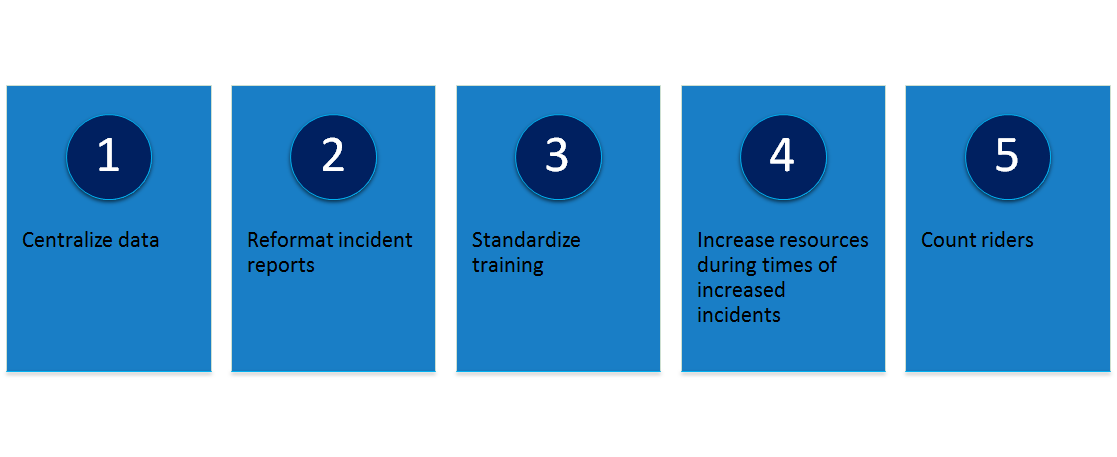 1
Centralize data
2
Reformat incident
reports
3
Standardize
training
4
Increase resources
during times of
increased
incidents
5
Count riders